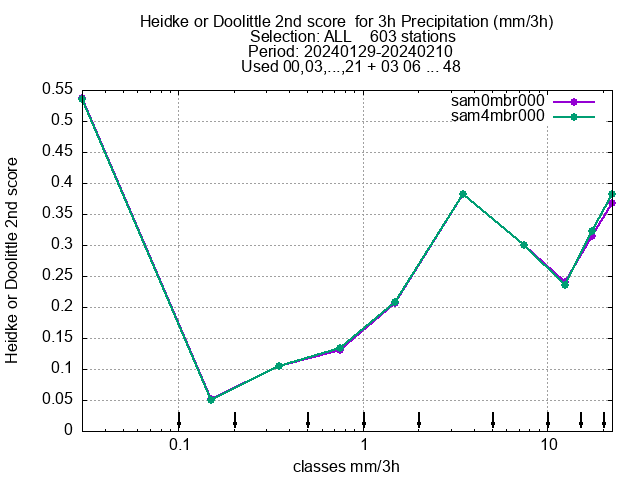 Heidke or Doolittle 2nd score  for 3h Precipitation (mm/3h)
Selection: ALL    603 stations
Period: 20240129-20240210
Used 00,03,...,21 + 03 06 ... 48
sam0mbr000
sam4mbr000
Heidke or Doolittle 2nd score
0.55
0.5
0.45
0.4
0.35
0.3
0.25
0.2
0.15
0.1
0.05
0
0.1 1 10
classes mm/3h